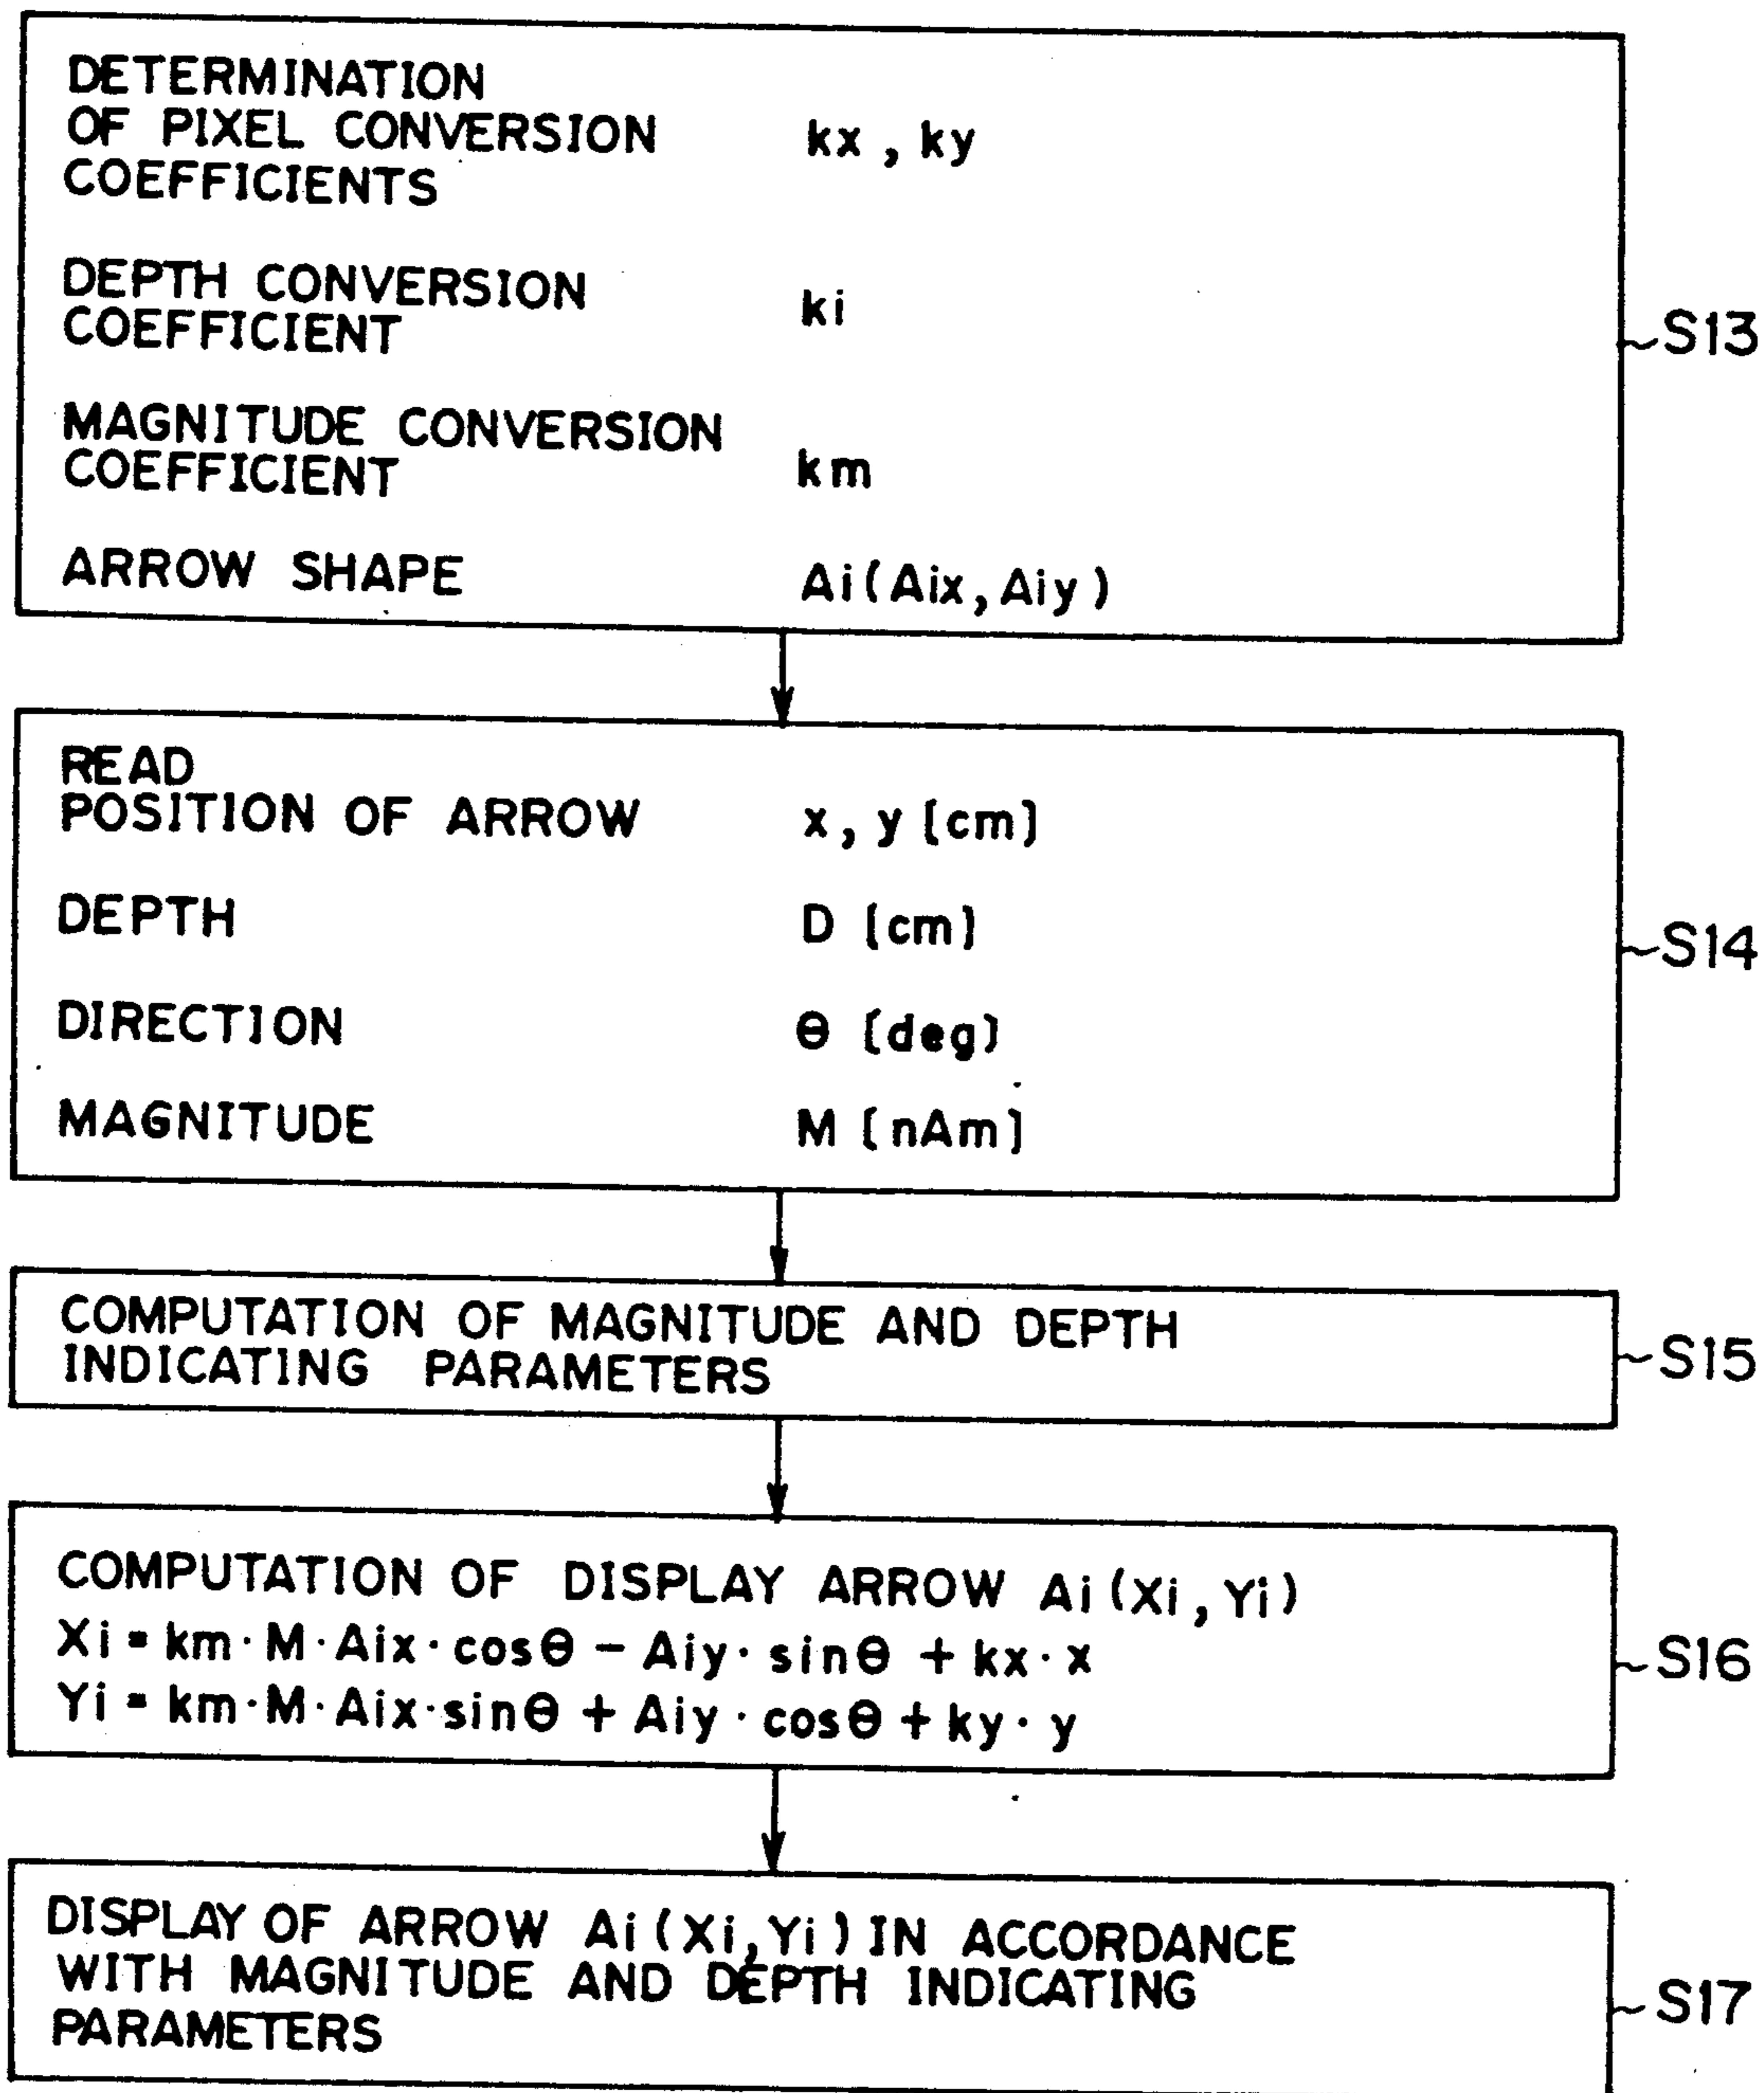 DETERMINATION
OF PIXEL CONVERSION
COEFFICIENTS
kx, ky
DEPTH CONVERSION
COEFFICIENT
ki
MAGNITUDE CONVERSION
COEFFICIENT
km
ARROW SHAPE
Ai(Aix, Aiy)
S13
READ
POSITION OF ARROW
x, y [cm]
DEPTH
D [cm]
DIRECTION
θ [deg]
MAGNITUDE
M [nAm]
S14
COMPUTATION OF MAGNITUDE AND DEPTH
INDICATING PARAMETERS
S15
COMPUTATION OF DISPLAY ARROW Ai(Xi, Yi)
Xi = km·M·Aix·cosθ − Aiy·sinθ + kx·x
Yi = km·M·Aix·sinθ + Aiy·cosθ + ky·y
S16
DISPLAY OF ARROW Ai(Xi, Yi) IN ACCORDANCE
WITH MAGNITUDE AND DEPTH INDICATING
PARAMETERS
S17